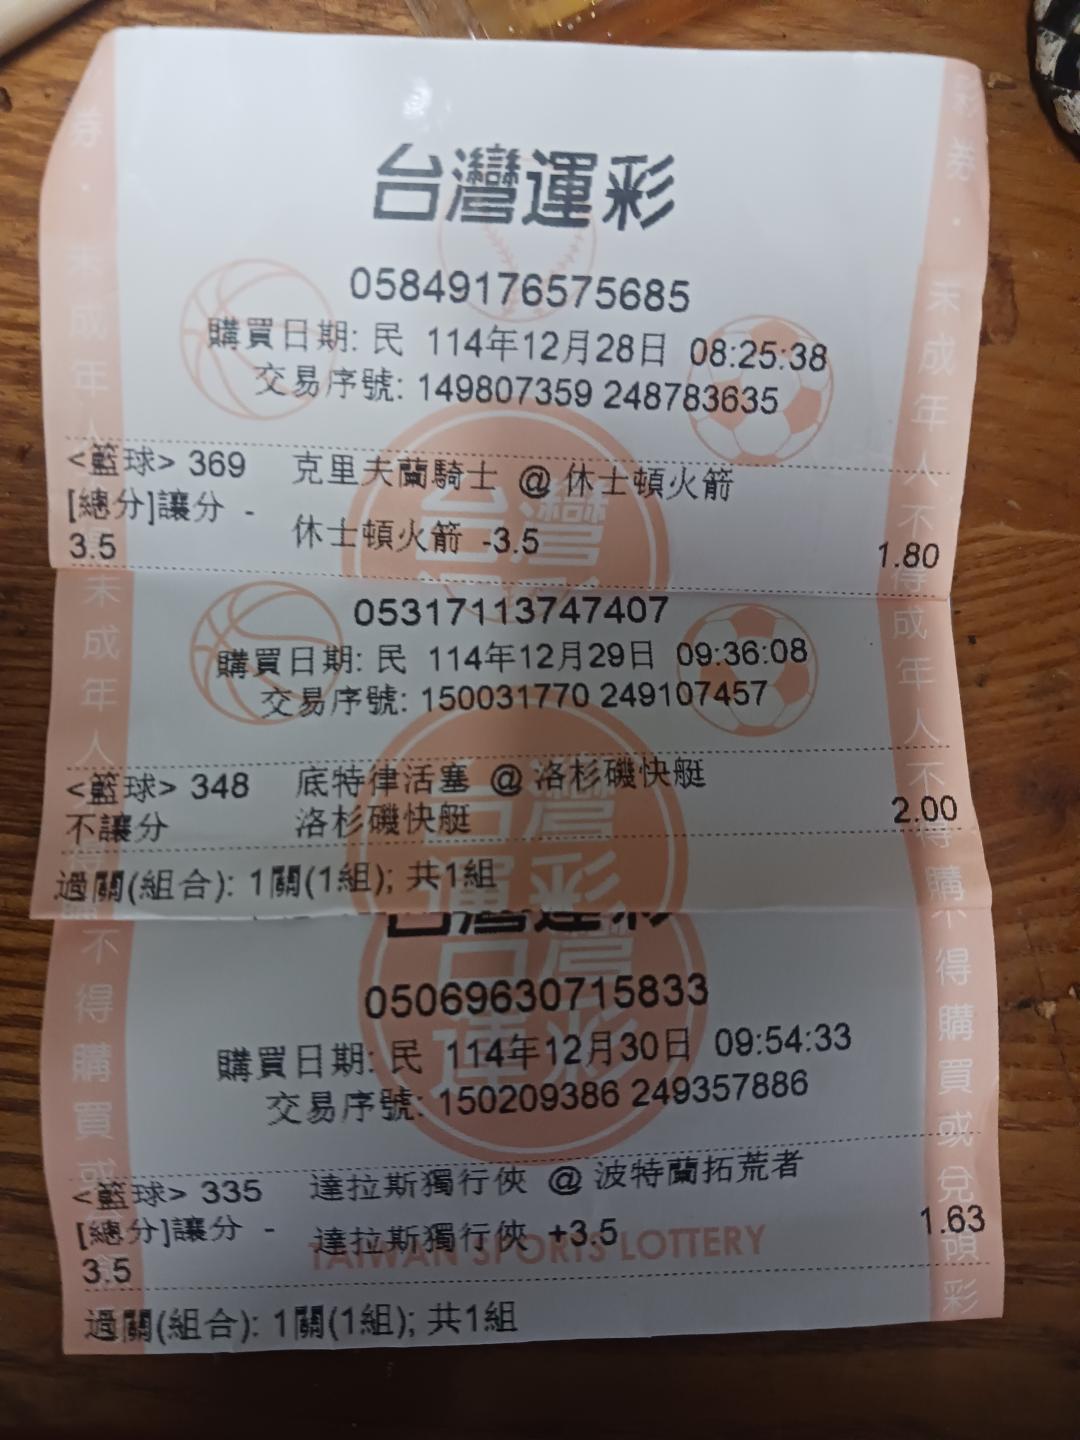 台灣運彩
05849176575685
購買日期: 民 114年12月28日 08:25:38
交易序號: 149807359 248783635
<籃球> 369 克里夫蘭騎士 @ 休士頓火箭
[總分]讓分 -
3.5 休士頓火箭 -3.5 1.80
05317113747407
購買日期: 民 114年12月29日 09:36:08
交易序號: 150031770 249107457
<籃球> 348 底特律活塞 @ 洛杉磯快艇
不讓分 洛杉磯快艇 2.00
過關(組合): 1關(1組); 共1組
台灣運彩
05069630715833
購買日期: 民 114年12月30日 09:54:33
交易序號: 150209386 249357886
<籃球> 335 達拉斯獨行俠 @ 波特蘭拓荒者
[總分]讓分 - 達拉斯獨行俠 +3.5 1.63
3.5
TAIWAN SPORTS LOTTERY
過關(組合): 1關(1組); 共1組